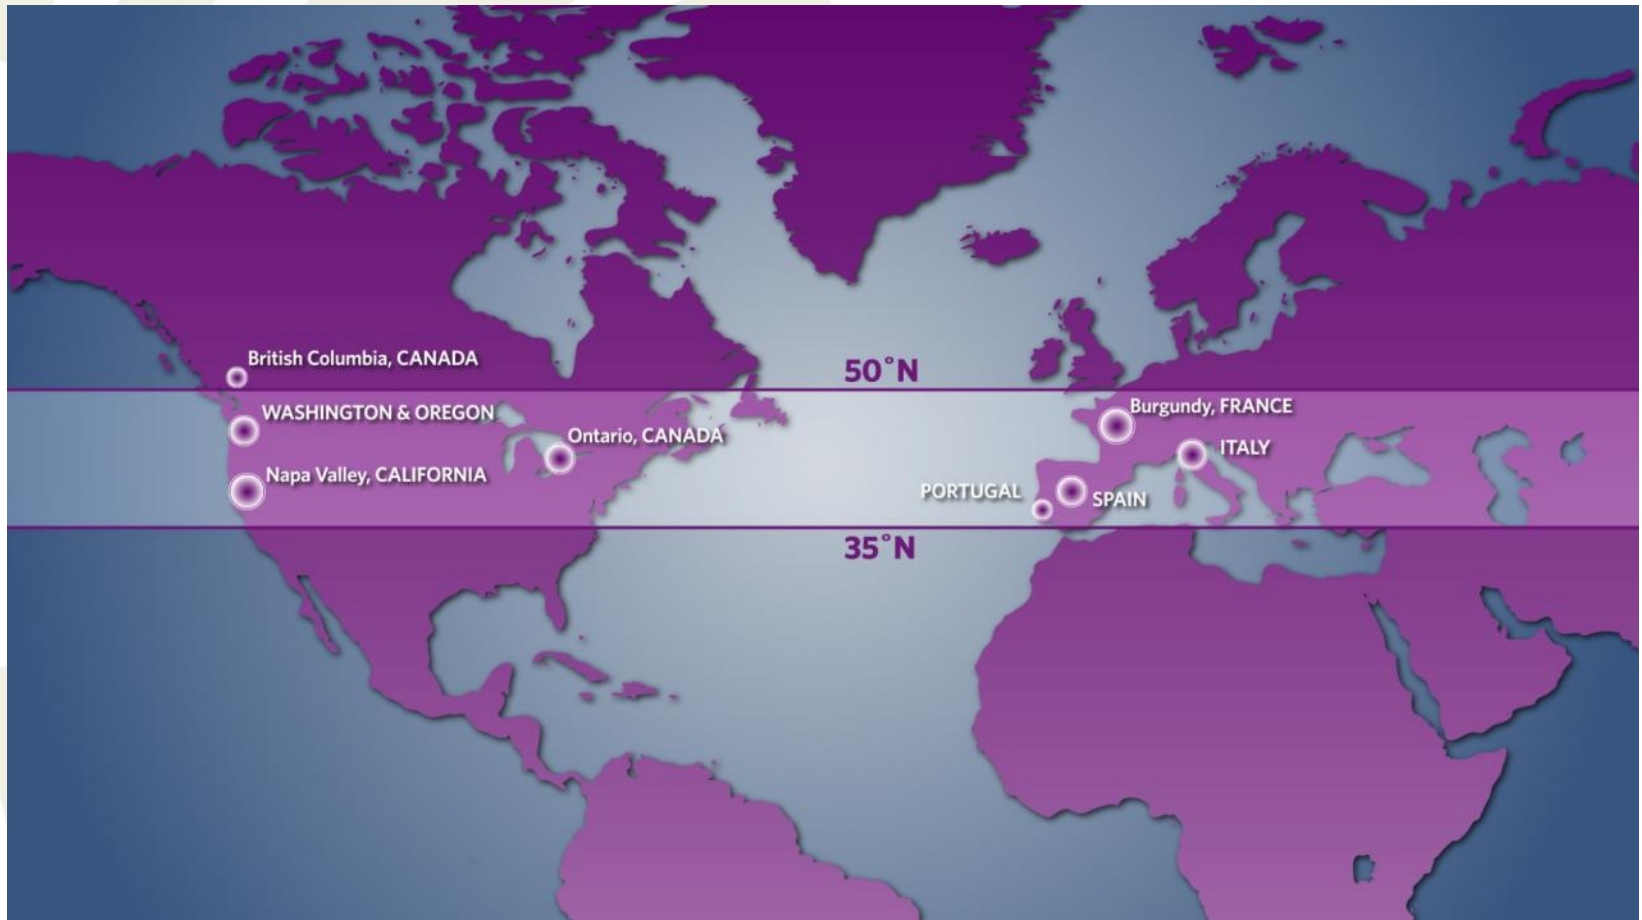 British Columbia, CANADA
50°N
WASHINGTON & OREGON
Burgundy, FRANCE
Ontario, CANADA
ITALY
Napa Valley, CALIFORNIA
PORTUGAL
SPAIN
35°N